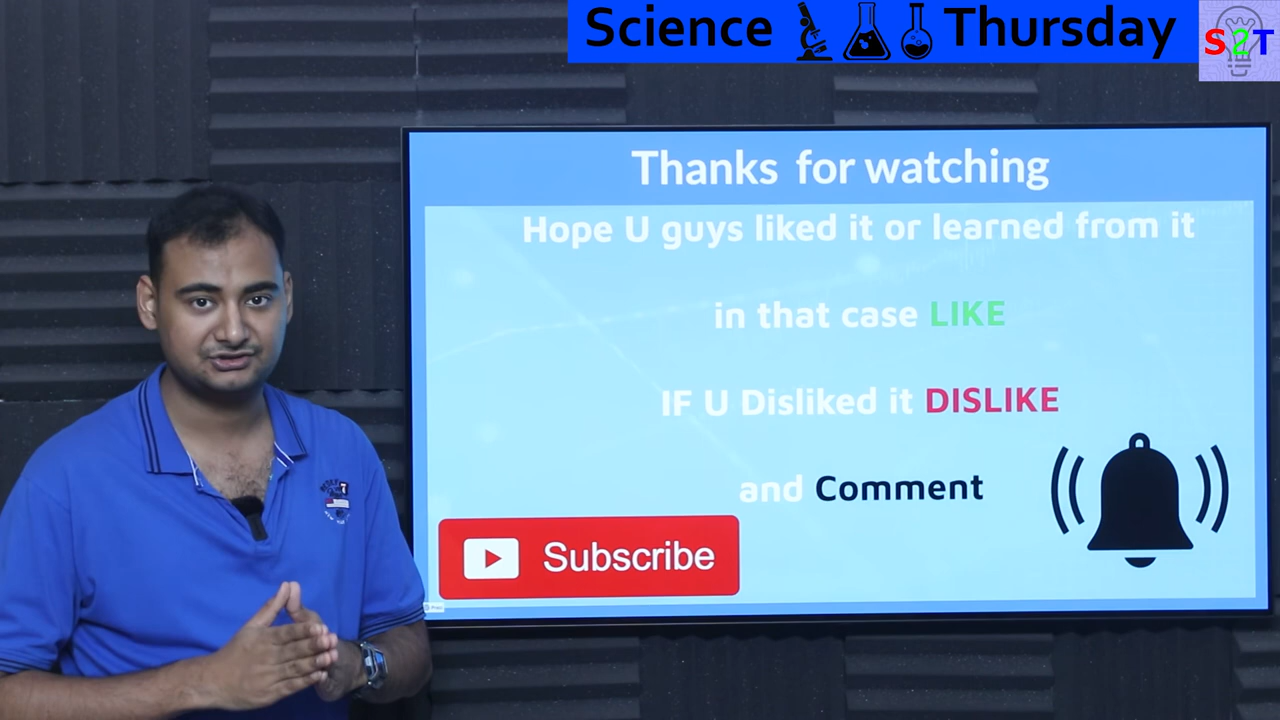 Science Thursday
S2T
Thanks for watching
Hope U guys liked it or learned from it
in that case LIKE
IF U Disliked it DISLIKE
and Comment
Subscribe